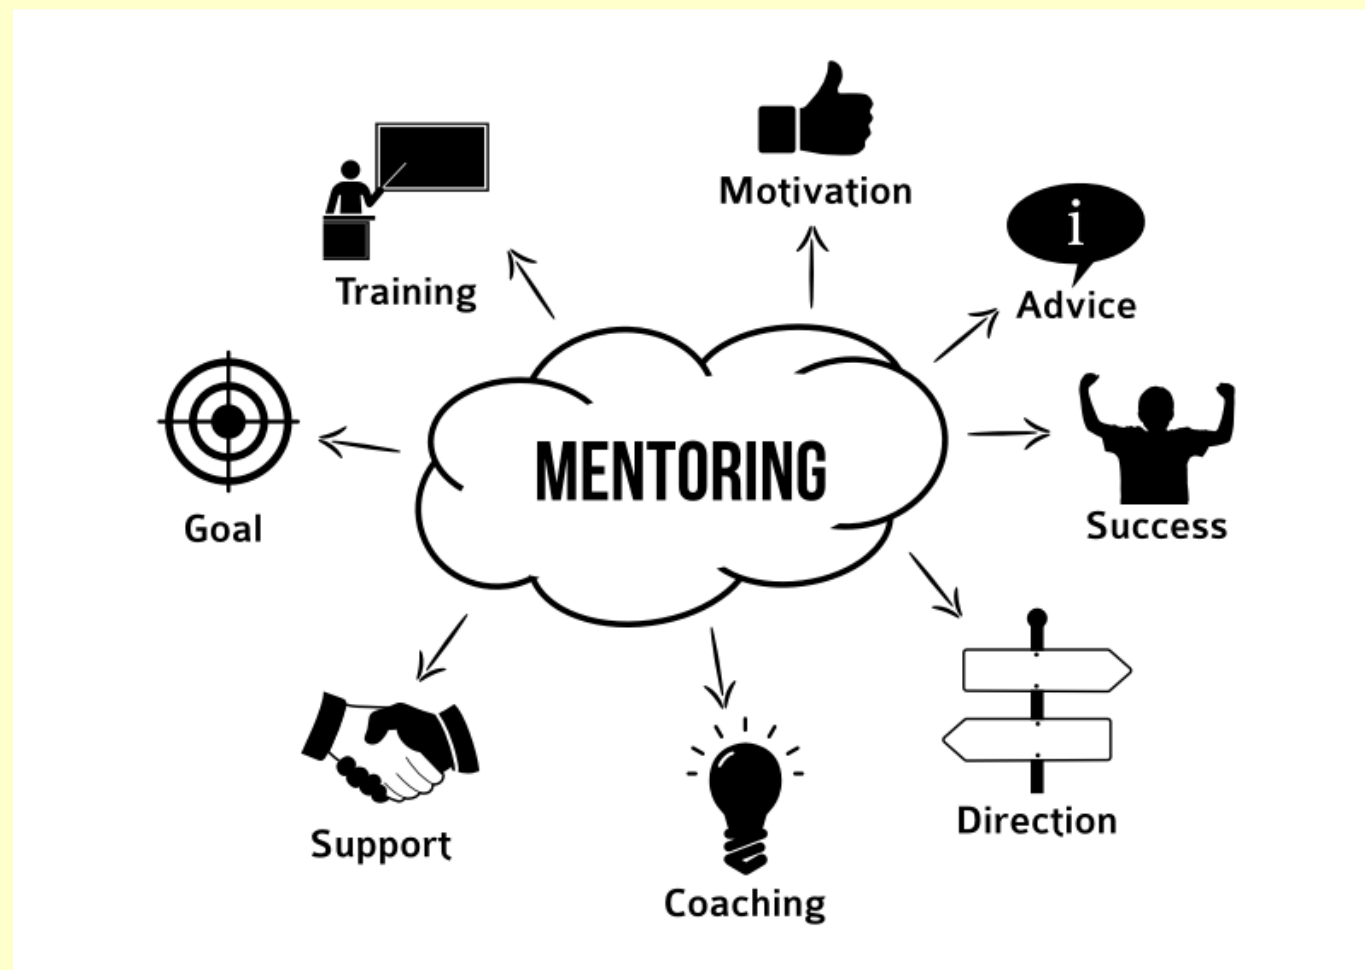 Motivation
i
Training
Advice
MENTORING
Goal
Success
Support
Direction
Coaching